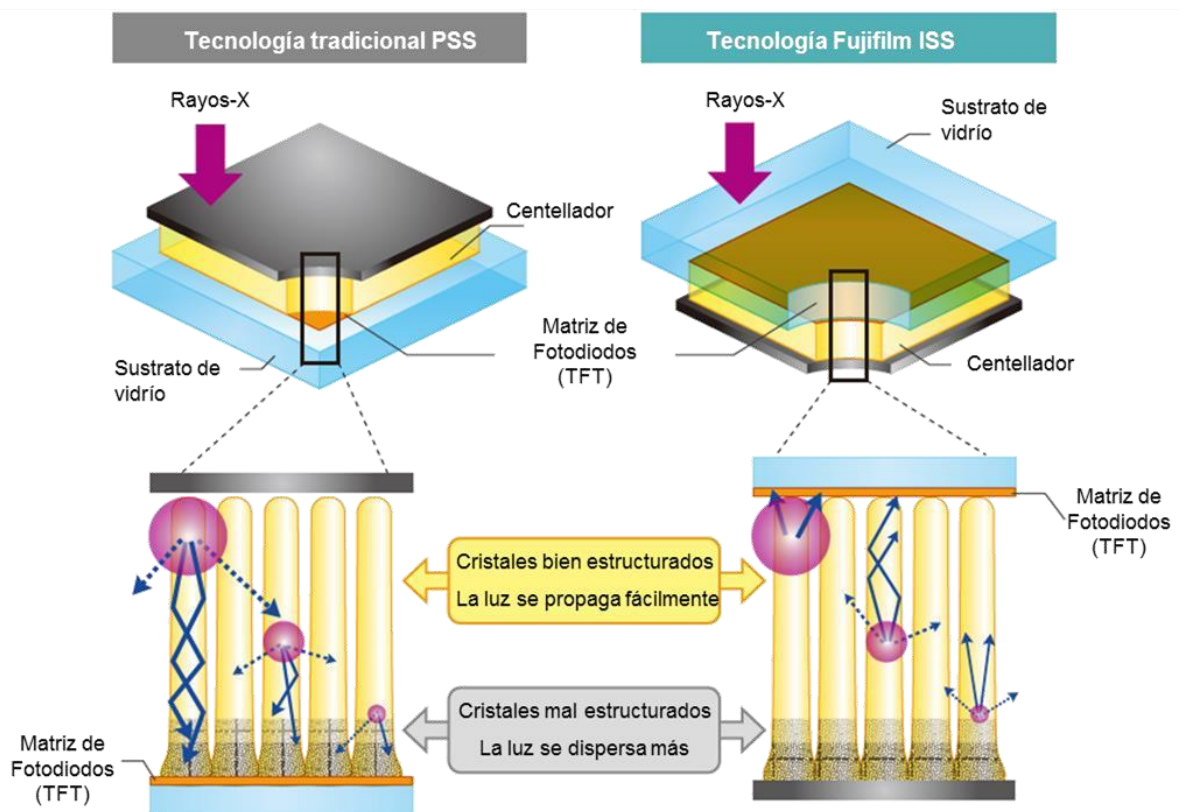 Tecnología tradicional PSS
Tecnología Fujifilm ISS
Rayos-X
Rayos-X
Sustrato de
vidrío
Centellador
Matriz de
Fotodiodos
(TFT)
Sustrato de
vidrío
Centellador
Matriz de
Fotodiodos
(TFT)
Cristales bien estructurados
La luz se propaga fácilmente
Cristales mal estructurados
La luz se dispersa más
Matriz de
Fotodiodos
(TFT)